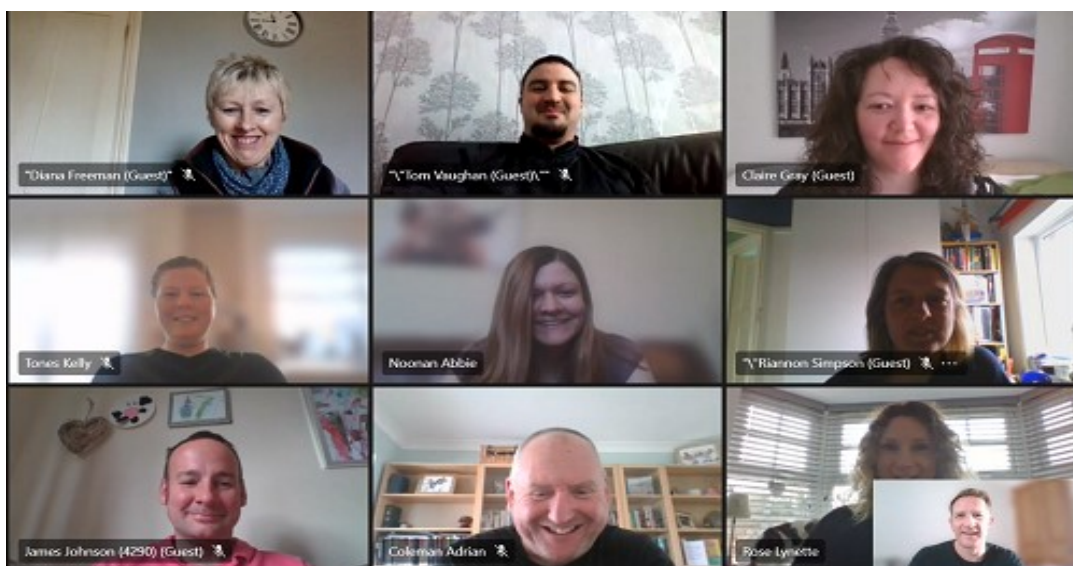 "Diana Freeman (Guest)"
"\"Tom Vaughan (Guest)\""
Claire Gray (Guest)
Tones Kelly
Noonan Abbie
"\"Riannon Simpson (Guest)
James Johnson (4290) (Guest)
Coleman Adrian
Rose Lynette